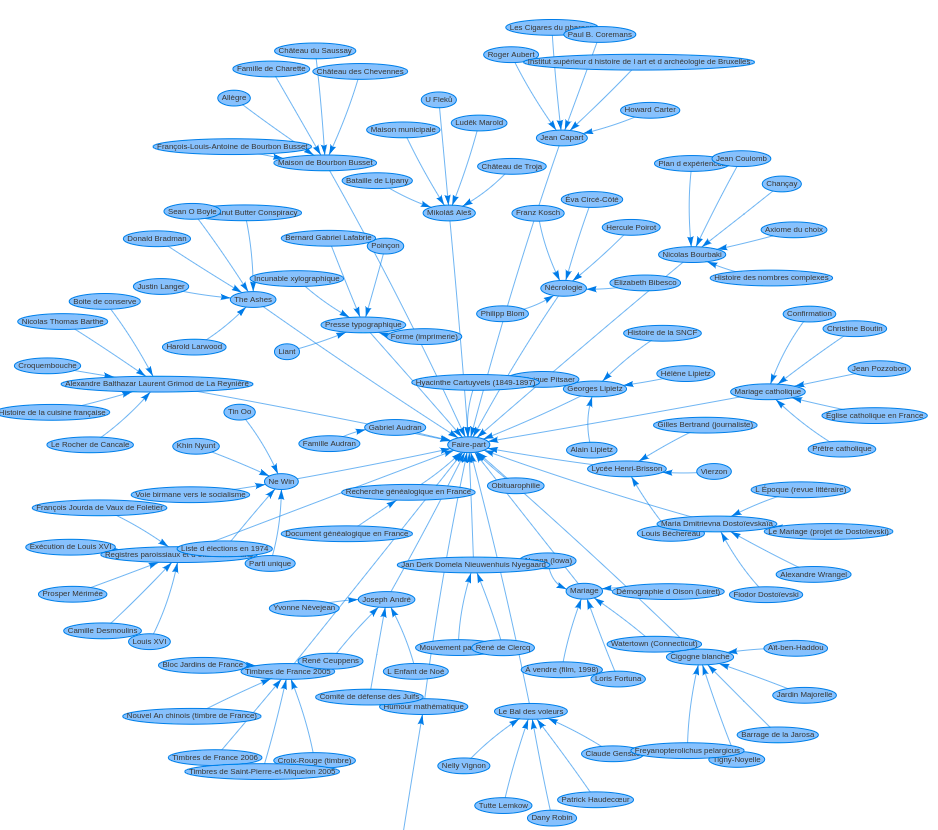 Les Cigares du pharaon
Paul B. Coremans
Château du Saussay
Roger Aubert
Institut supérieur d histoire de l art et d archéologie de Bruxelles
Famille de Charette
Château des Chevennes
Allègre
U Flekū
Howard Carter
Luděk Marold
Maison municipale
Jean Capart
François-Louis-Antoine de Bourbon Busset
Maison de Bourbon Busset
Plan d expériences
Jean Coulomb
Château de Troja
Bataille de Lipany
Chançay
Eva Circé-Côté
Sean O Boyle
nut Butter Conspiracy
Mikoláš Aleš
Franz Kosch
Hercule Poirot
Axiome du choix
Donald Bradman
Bernard Gabriel Lafabrie
Poinçon
Nicolas Bourbaki
Incunable xylographique
Histoire des nombres complexes
Elizabeth Bibesco
Justin Langer
Nécrologie
Boite de conserve
The Ashes
Philipp Blom
Confirmation
Nicolas Thomas Barthe
Presse typographique
Christine Boutin
Forme (imprimerie)
Histoire de la SNCF
Harold Larwood
Liant
Croquembouche
Jean Pozzobon
Hélène Lipietz
Alexandre Balthazar Laurent Grimod de La Reynière
Hyacinthe Cartuyvels (1849-1897)
que Pitsaer
Georges Lipietz
Mariage catholique
Histoire de la cuisine française
Tin Oo
Église catholique en France
Gabriel Audran
Gilles Bertrand (journaliste)
Le Rocher de Cancale
Khin Nyunt
Famille Audran
Faire-part
Alain Lipietz
Prêtre catholique
Lycée Henri-Brisson
Vierzon
Ne Win
Obituarophile
Voie birmane vers le socialisme
Recherche généalogique en France
L Époque (revue littéraire)
François Jourda de Vaux de Foletier
Maria Dmitrievna Dostoïevskaïa
Louis Béchereau
Le Mariage (projet de Dostoïevski)
Document généalogique en France
Exécution de Louis XVI
Registres paroissiaux et
Liste d élections en 1974
Parti unique
Jan Derk Domela Nieuwenhuis Nyegaard
(Iowa)
Alexandre Wrangel
Prosper Mérimée
Mariage
Démographie d Oison (Loiret)
Fiodor Dostoïevski
Yvonne Nèvejean
Joseph André
Camille Desmoulins
Louis XVI
Mouvement pa
René de Clercq
Watertown (Connecticut)
Aït-ben-Haddou
Cigogne blanche
Bloc Jardins de France
René Ceuppens
Timbres de France 2005
L Enfant de Noé
À vendre (film, 1998)
Loris Fortuna
Jardin Majorelle
Comité de défense des Juifs
Humour mathématique
Nouvel An chinois (timbre de France)
Le Bal des voleurs
Barrage de la Jarosa
Claude Gensac
Freyanopterolichus pelargicus
Tigny-Noyelle
Timbres de France 2006
Croix-Rouge (timbre)
Nelly Vignon
Timbres de Saint-Pierre-et-Miquelon 2005
Patrick Haudecœur
Tutte Lemkow
Dany Robin